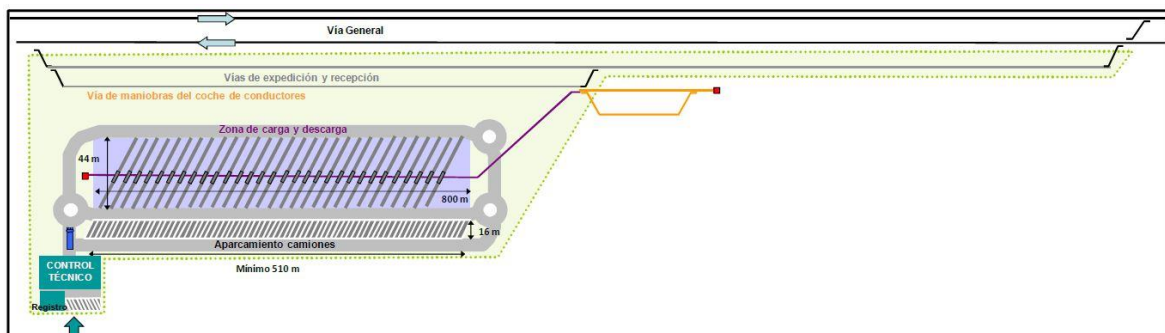 Vía General
Vías de expedición y recepción
Vía de maniobras del coche de conductores
Zona de carga y descarga
44 m
800 m
16 m
Aparcamiento camiones
Mínimo 510 m
CONTROL
TÉCNICO
Registro